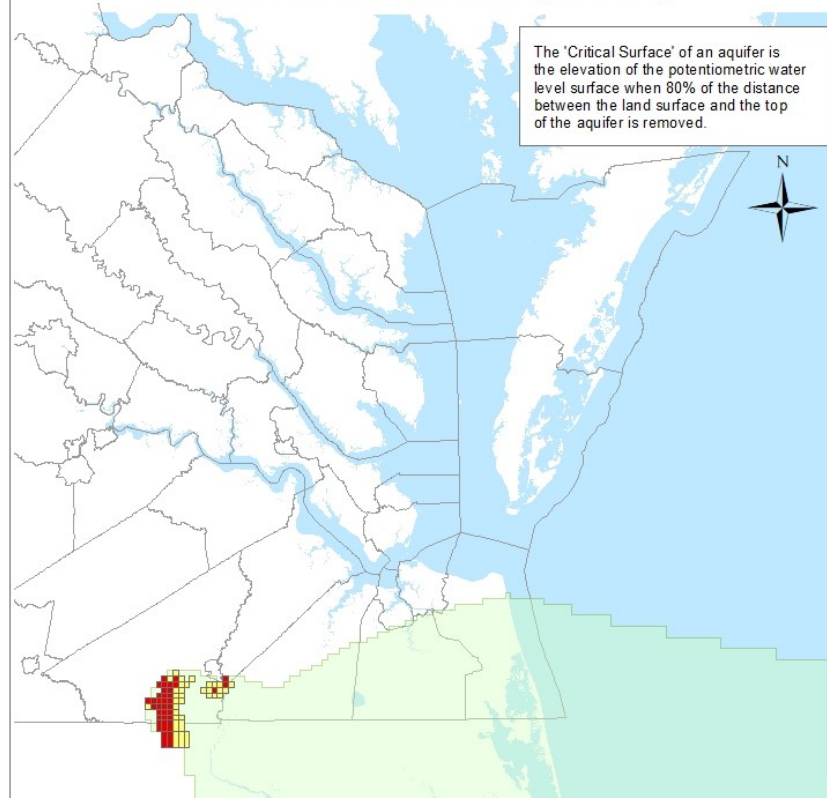 The 'Critical Surface' of an aquifer is
the elevation of the potentiometric water
level surface when 80% of the distance
between the land surface and the top
of the aquifer is removed.
N